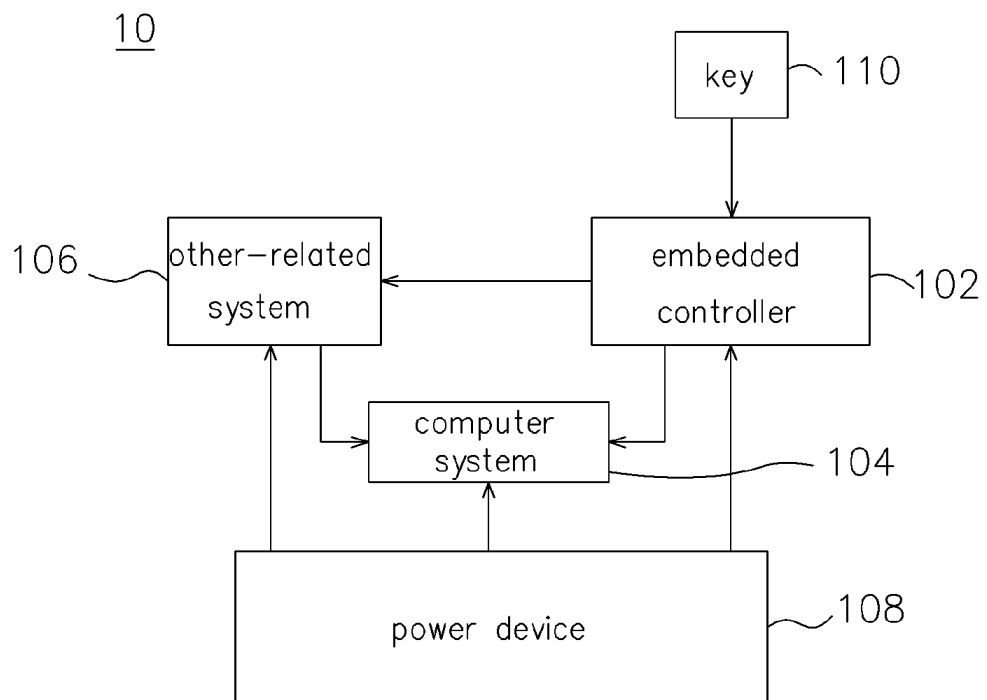 10
key
110
other-related
system
106
embedded
controller
102
computer
system
104
power device
108